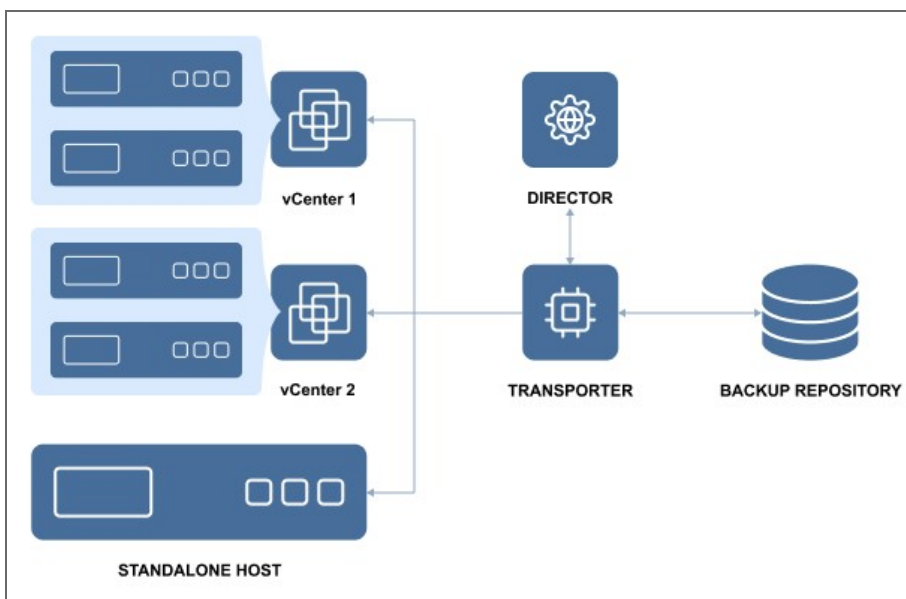 vCenter 1
DIRECTOR
vCenter 2
TRANSPORTER
BACKUP REPOSITORY
STANDALONE HOST